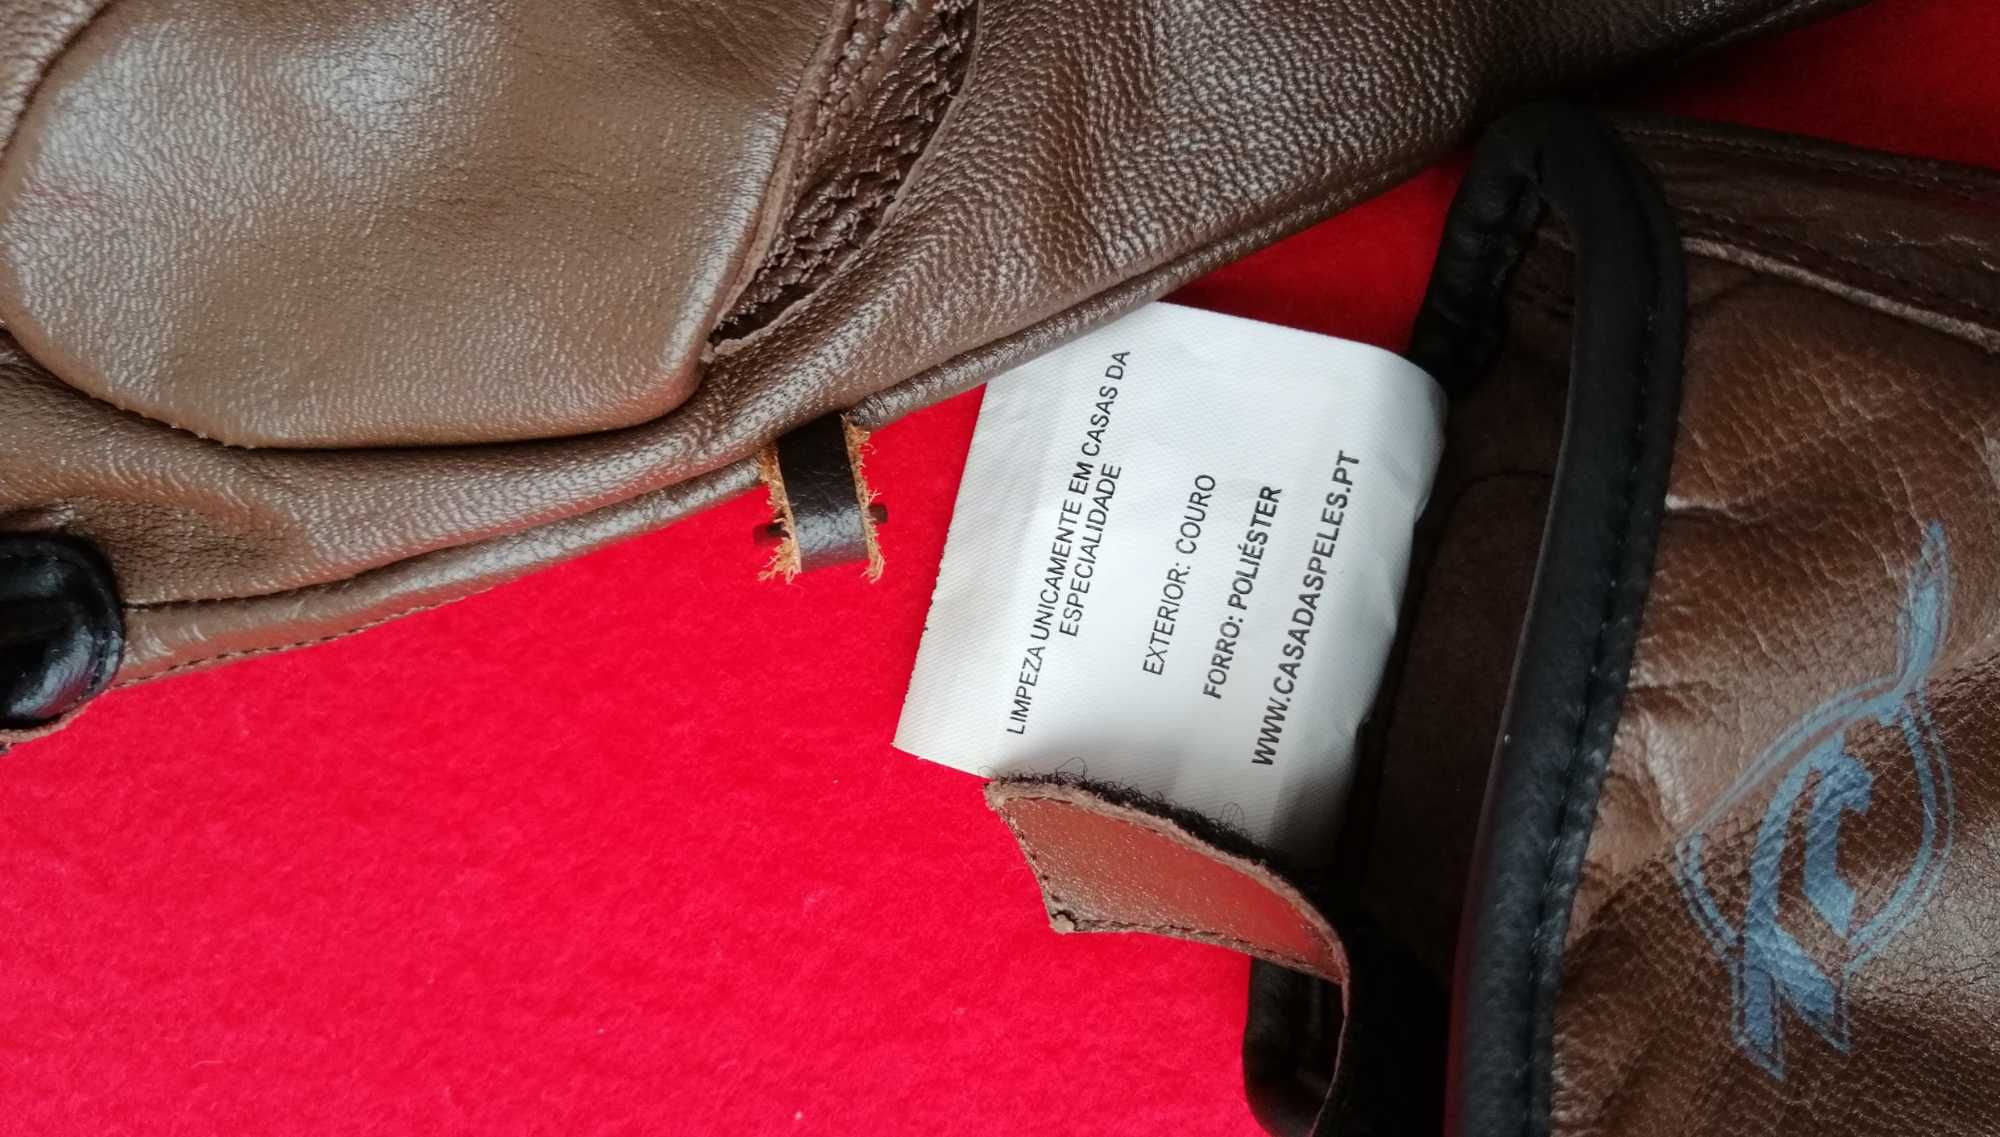 LIMPEZA UNICAMENTE EM CASAS DA
ESPECIALIDADE
EXTERIOR: COURO
FORRO: POLIÉSTER
WWW.CASADASPELES.PT